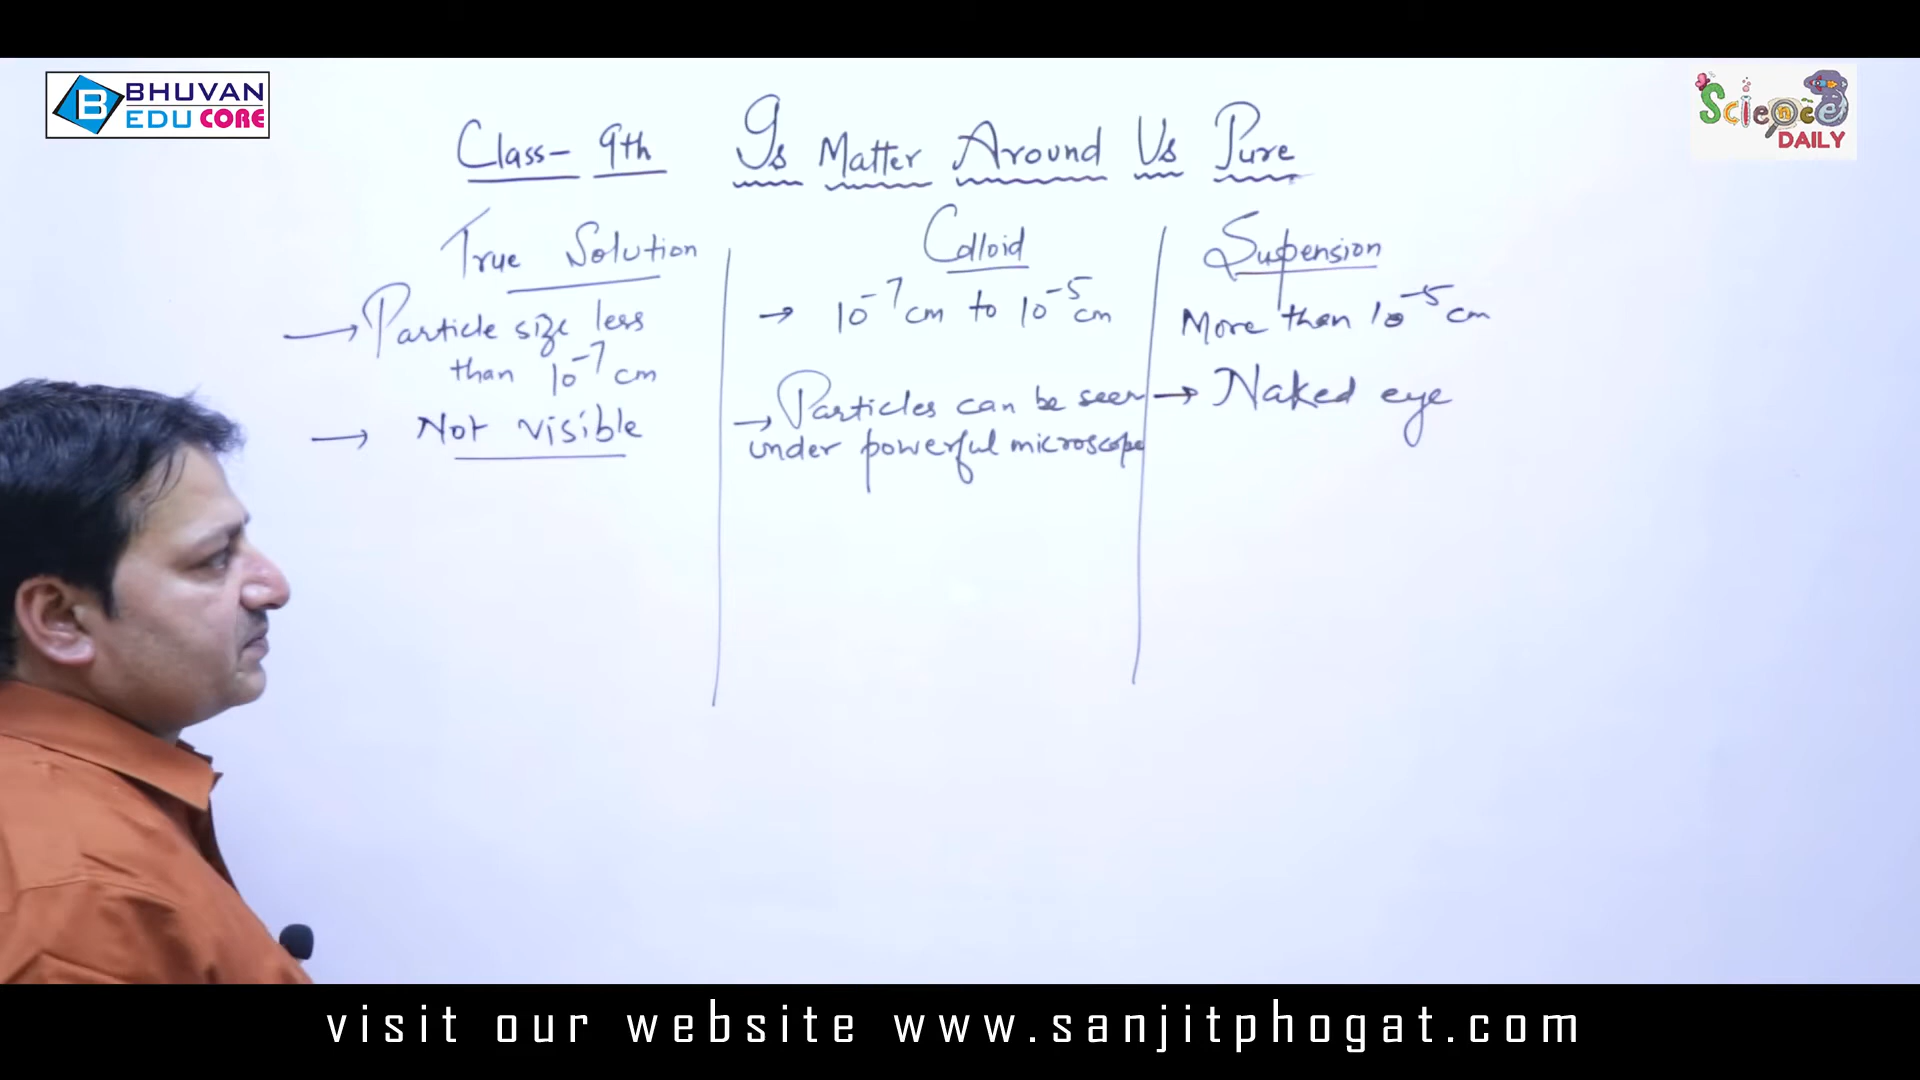 BHUVAN
EDU CORE
Science
DAILY
Class- 9th Is Matter Around Us Pure
True Solution
→ Particle size less
than 10⁻⁷ cm
→ Not visible
Colloid
→ 10⁻⁷ cm to 10⁻⁵ cm
→ Particles can be seen
under powerful microscope
Suspension
More than 10⁻⁵ cm
→ Naked eye
visit our website www.sanjitphogat.com